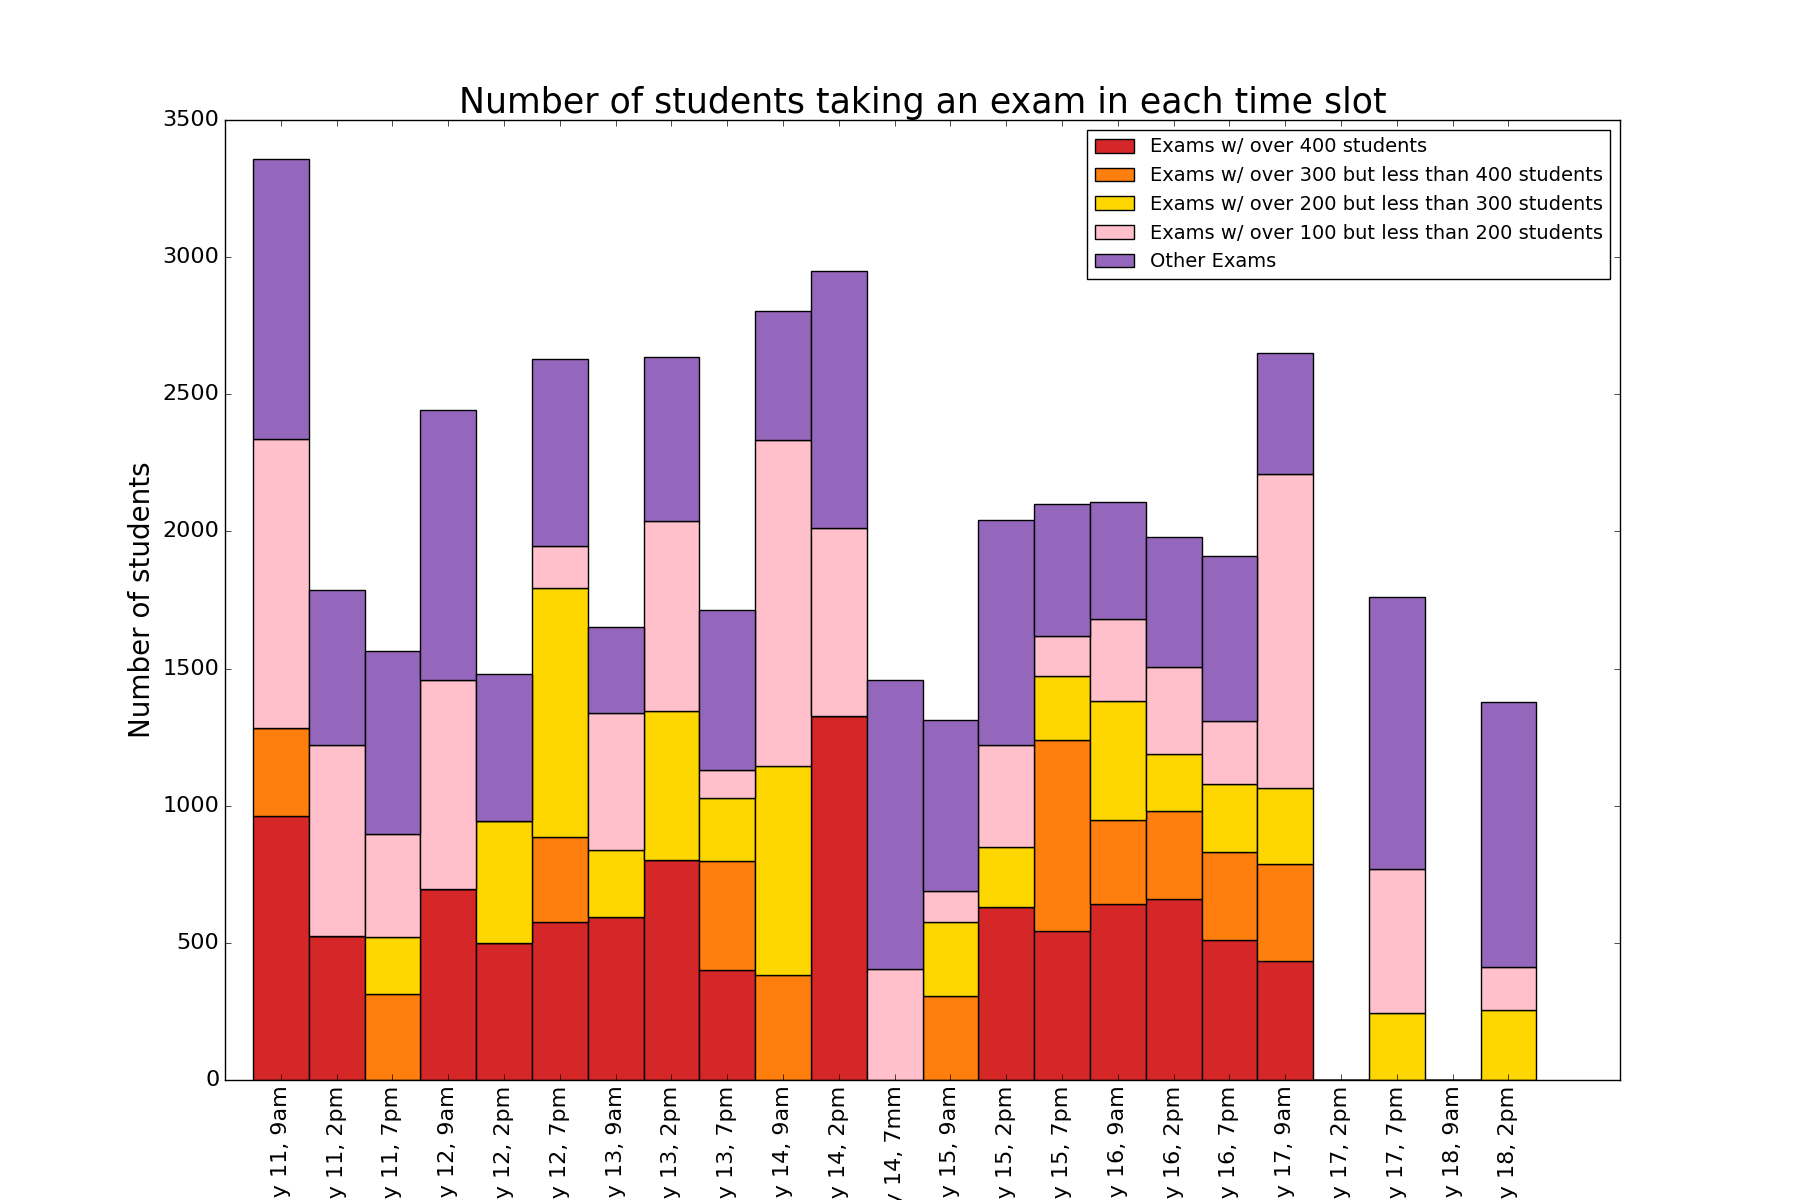 Number of students taking an exam in each time slot
Exams w/ over 400 students
Exams w/ over 300 but less than 400 students
Exams w/ over 200 but less than 300 students
Exams w/ over 100 but less than 200 students
Other Exams
Number of students
3500
3000
2500
2000
1500
1000
500
0
y 11, 9am
y 11, 2pm
y 11, 7pm
y 12, 9am
y 12, 2pm
y 12, 7pm
y 13, 9am
y 13, 2pm
y 13, 7pm
y 14, 9am
y 14, 2pm
y 14, 7mm
y 15, 9am
y 15, 2pm
y 15, 7pm
y 16, 9am
y 16, 2pm
y 16, 7pm
y 17, 9am
y 17, 2pm
y 17, 7pm
y 18, 9am
y 18, 2pm